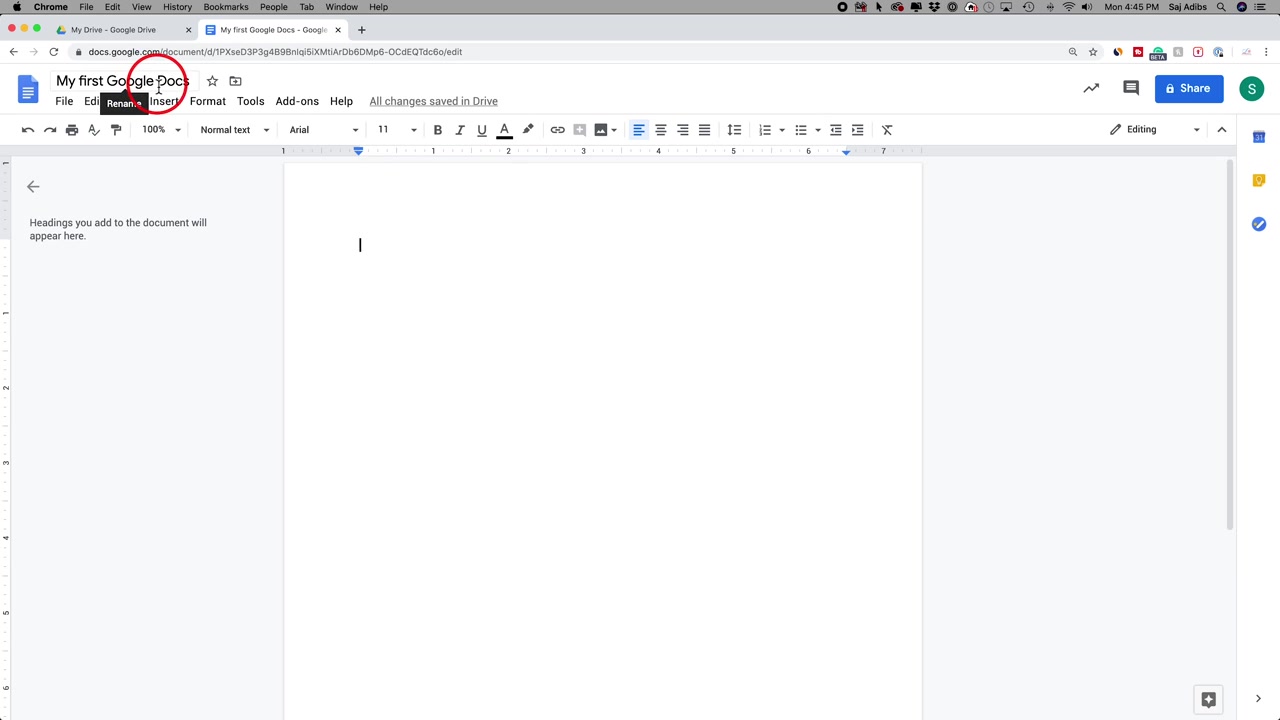 Chrome File Edit View History Bookmarks People Tab Window Help Mon 4:45 PM Saj Adibs
My Drive - Google Drive My first Google Docs - Google
docs.google.com/document/d/1PXseD3P3g4B9BnIqi5iXMtiArDb6DMp6-OCdEQTdc6o/edit
BETA
My first Google Docs
File Edi Insert Format Tools Add-ons Help All changes saved in Drive
Rename
Share
S
100% Normal text Arial 11 B I U A Editing
1 1 2 3 4 5 6 7
31
Headings you add to the document will
appear here.
1
1
2
3
4
5
6